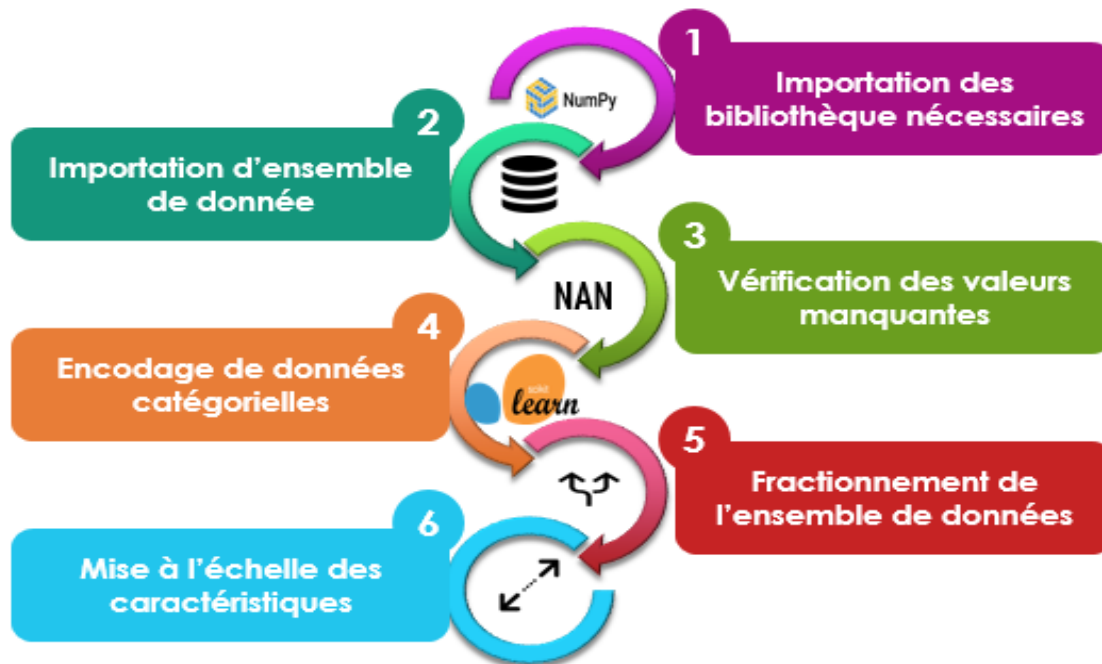 1
Importation des
bibliothèque nécessaires
NumPy
2
Importation d'ensemble
de donnée
3
Vérification des valeurs
manquantes
NAN
4
Encodage de données
catégorielles
scikit
learn
5
Fractionnement de
l'ensemble de données
6
Mise à l'échelle des
caractéristiques